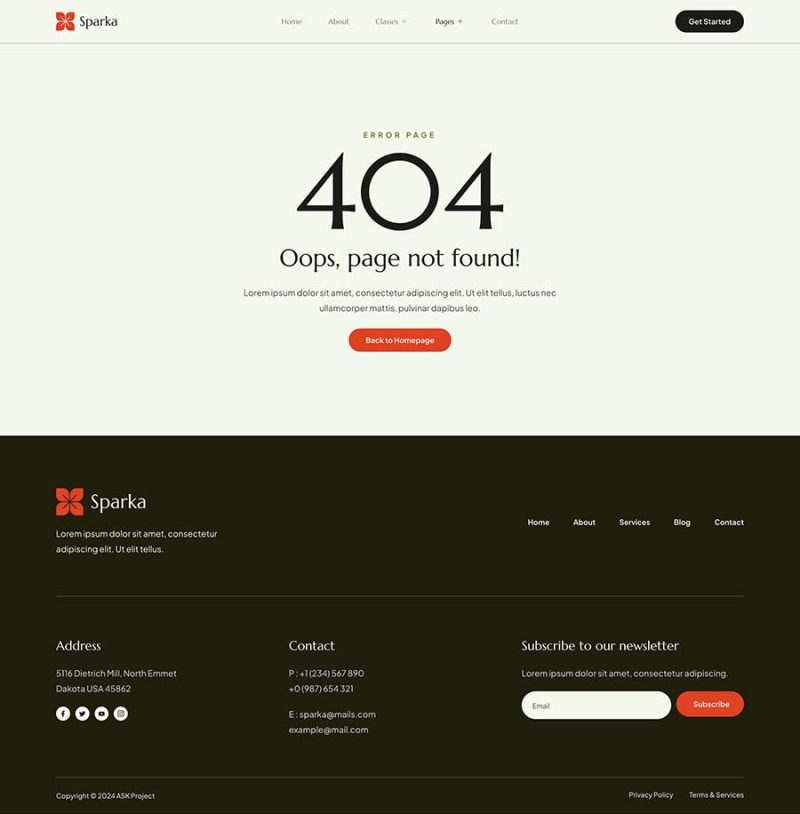 Sparka
Home About Classes + Pages + Contact
Get Started
ERROR PAGE
404
Oops, page not found!
Lorem ipsum dolor sit amet, consectetur adipiscing elit. Ut elit tellus, luctus nec
ullamcorper mattis, pulvinar dapibus leo.
Back to Homepage
Sparka
Lorem ipsum dolor sit amet, consectetur
adipiscing elit. Ut elit tellus.
Home About Services Blog Contact
Address
5116 Dietrich Mill, North Emmet
Dakota USA 45862
Contact
P : +1 (234) 567 890
+0 (987) 654 321
E : sparka@mails.com
example@mail.com
Subscribe to our newsletter
Lorem ipsum dolor sit amet, consectetur adipiscing.
Email
Subscribe
Copyright © 2024 ASK Project
Privacy Policy Terms & Services